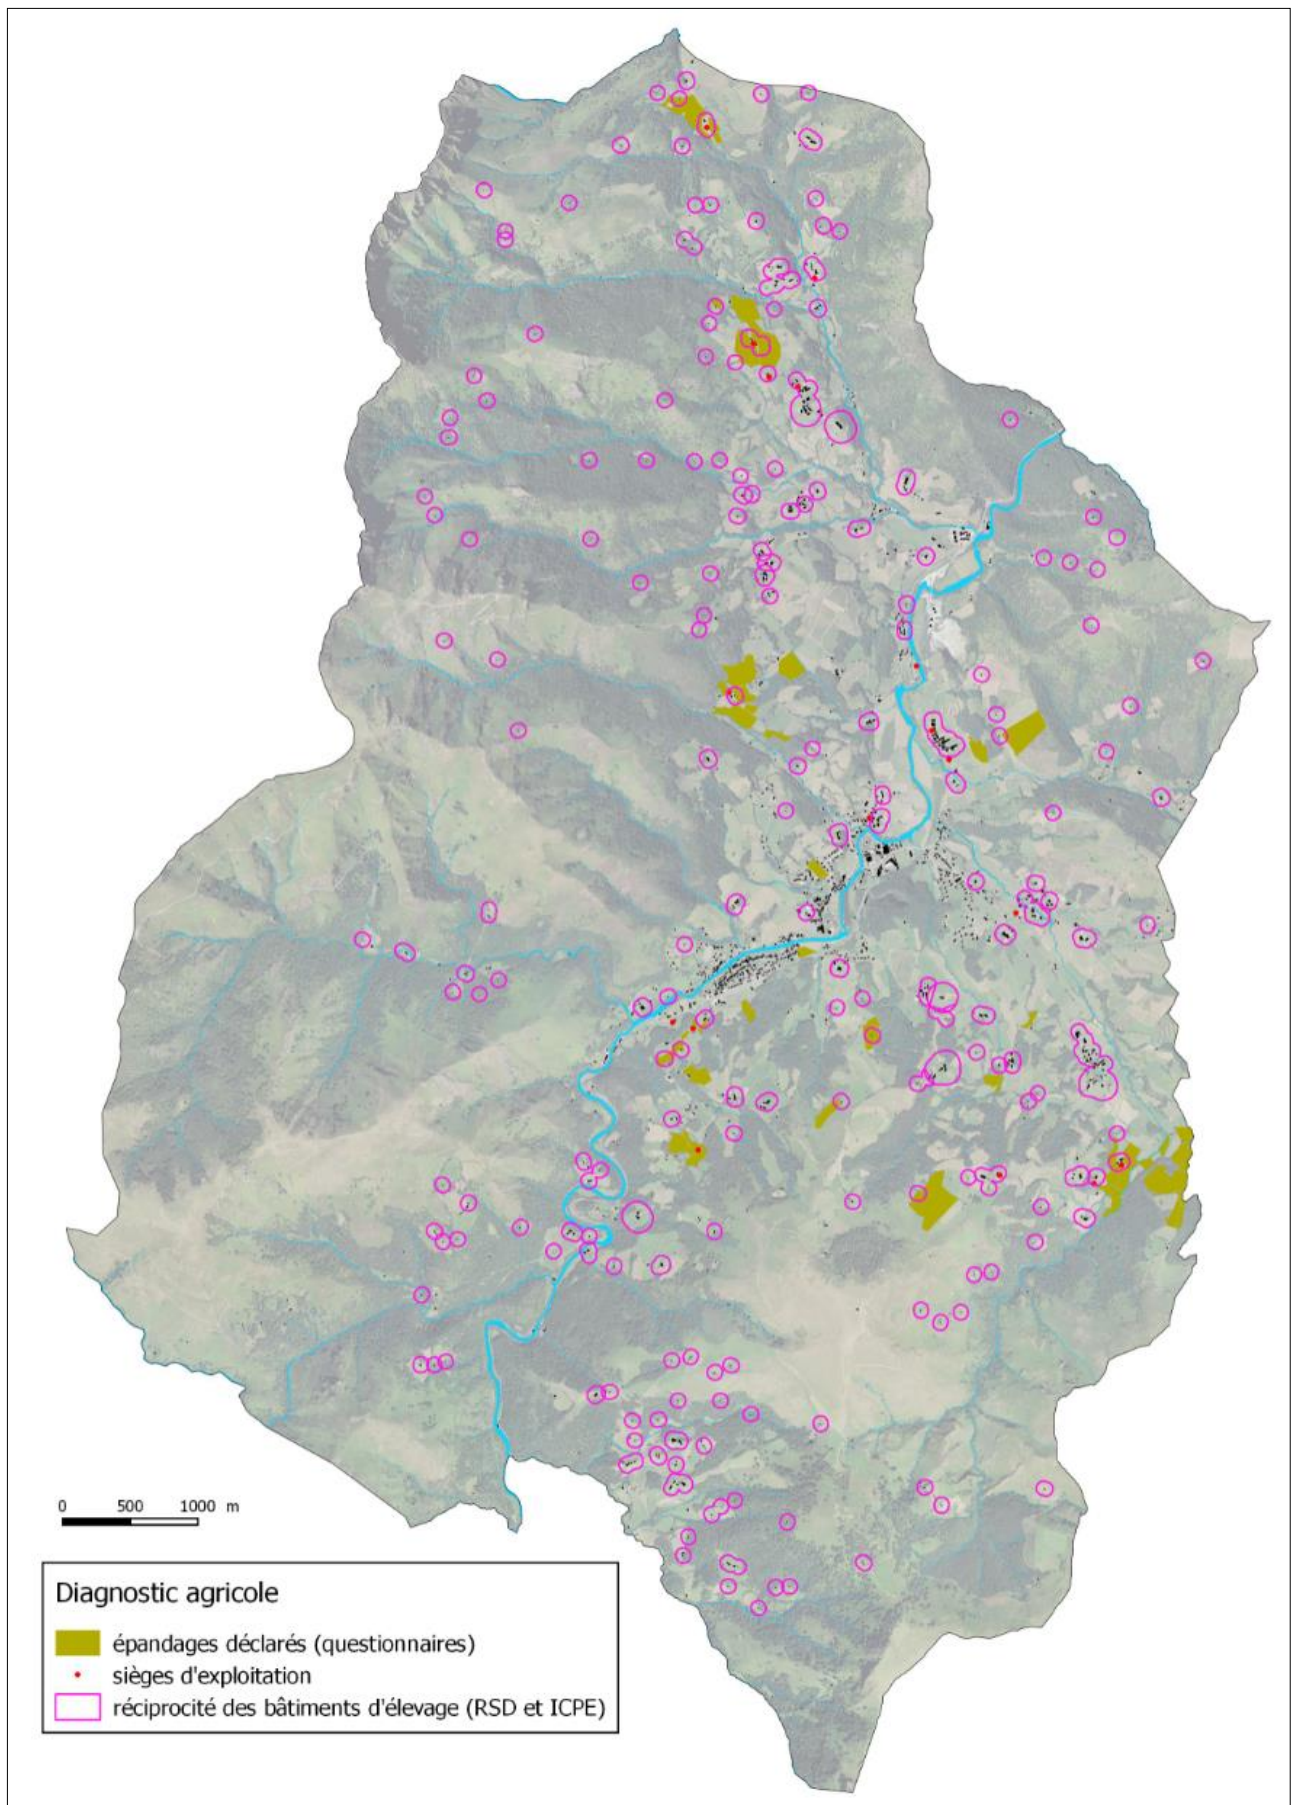 0 500 1000 m
Diagnostic agricole
épandages déclarés (questionnaires)
sièges d'exploitation
réciprocité des bâtiments d'élevage (RSD et ICPE)